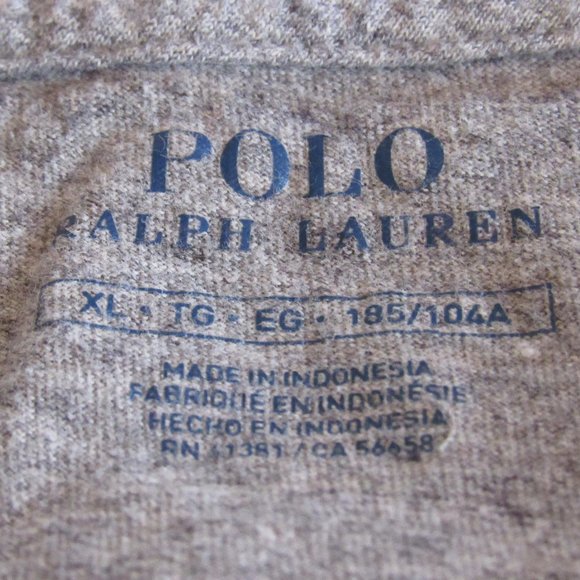 POLO
RALPH LAUREN
XL • TG • EG • 185/104A
MADE IN INDONESIA
FABRIQUÉ EN INDONÉSIE
HECHO EN INDONESIA
RN 41381 / CA 56658